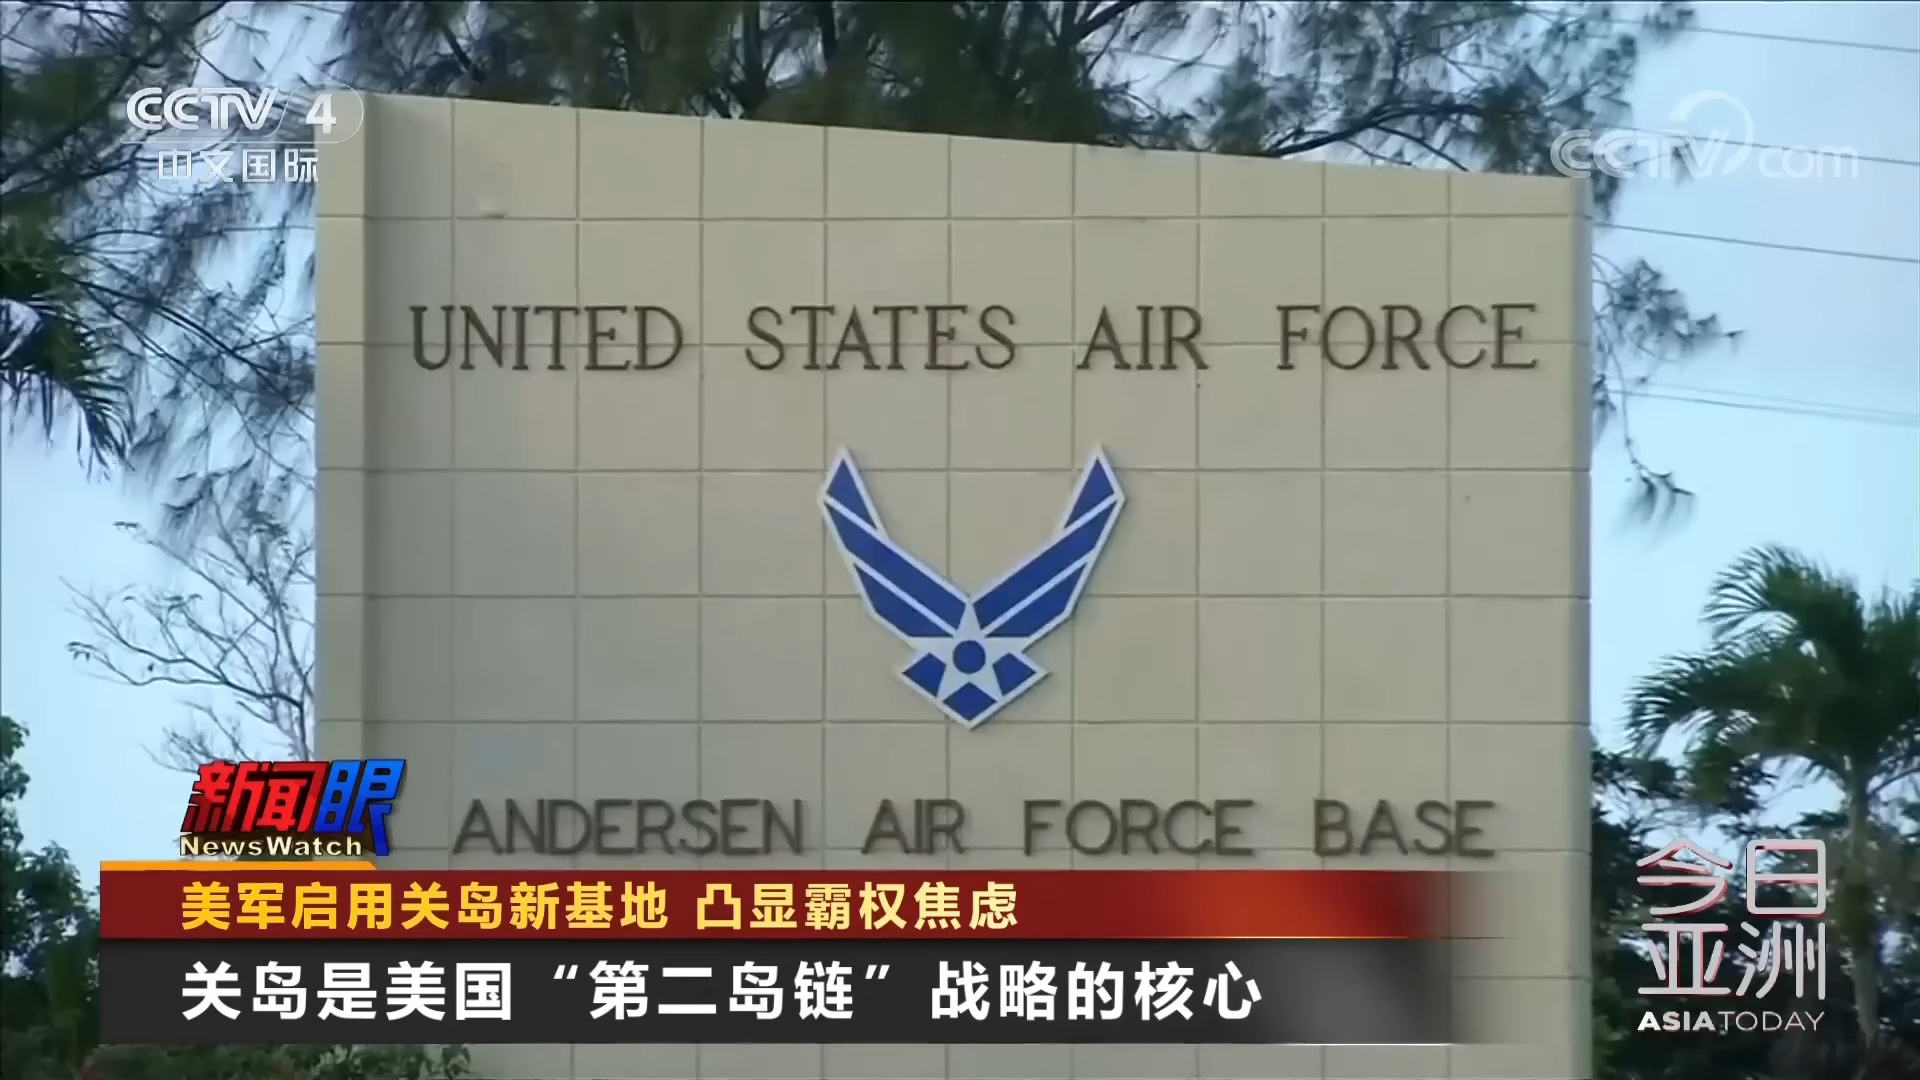 CCTV 4
中文国际
CCTV.com
UNITED STATES AIR FORCE
ANDERSEN AIR FORCE BASE
新闻眼
NewsWatch
美军启用关岛新基地 凸显霸权焦虑
关岛是美国“第二岛链”战略的核心
今日
亚洲
ASIA TODAY